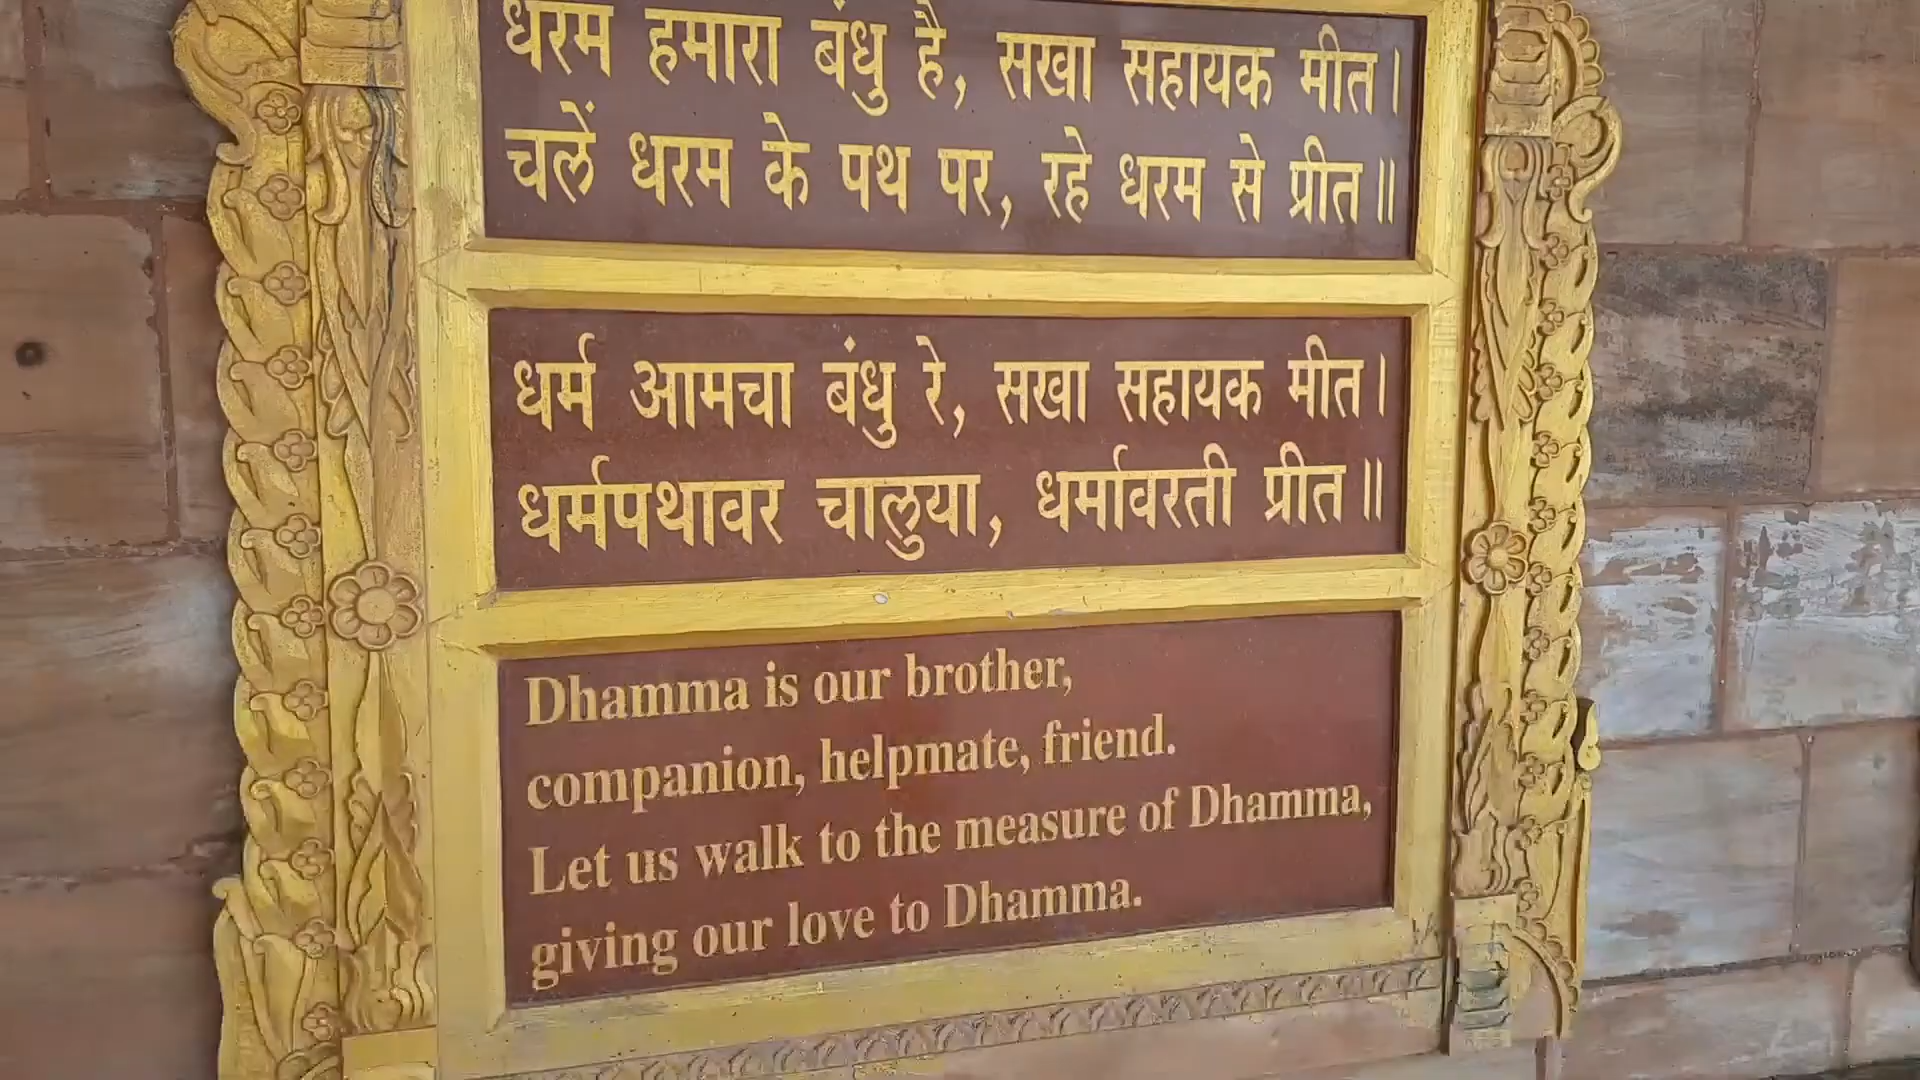 धरम हमारा बंधु है, सखा सहायक मीत।
चलें धरम के पथ पर, रहे धरम से प्रीत॥
धर्म आमचा बंधु रे, सखा सहायक मीत।
धर्मपथावर चालुया, धर्मावरती प्रीत॥
Dhamma is our brother,
companion, helpmate, friend.
Let us walk to the measure of Dhamma,
giving our love to Dhamma.